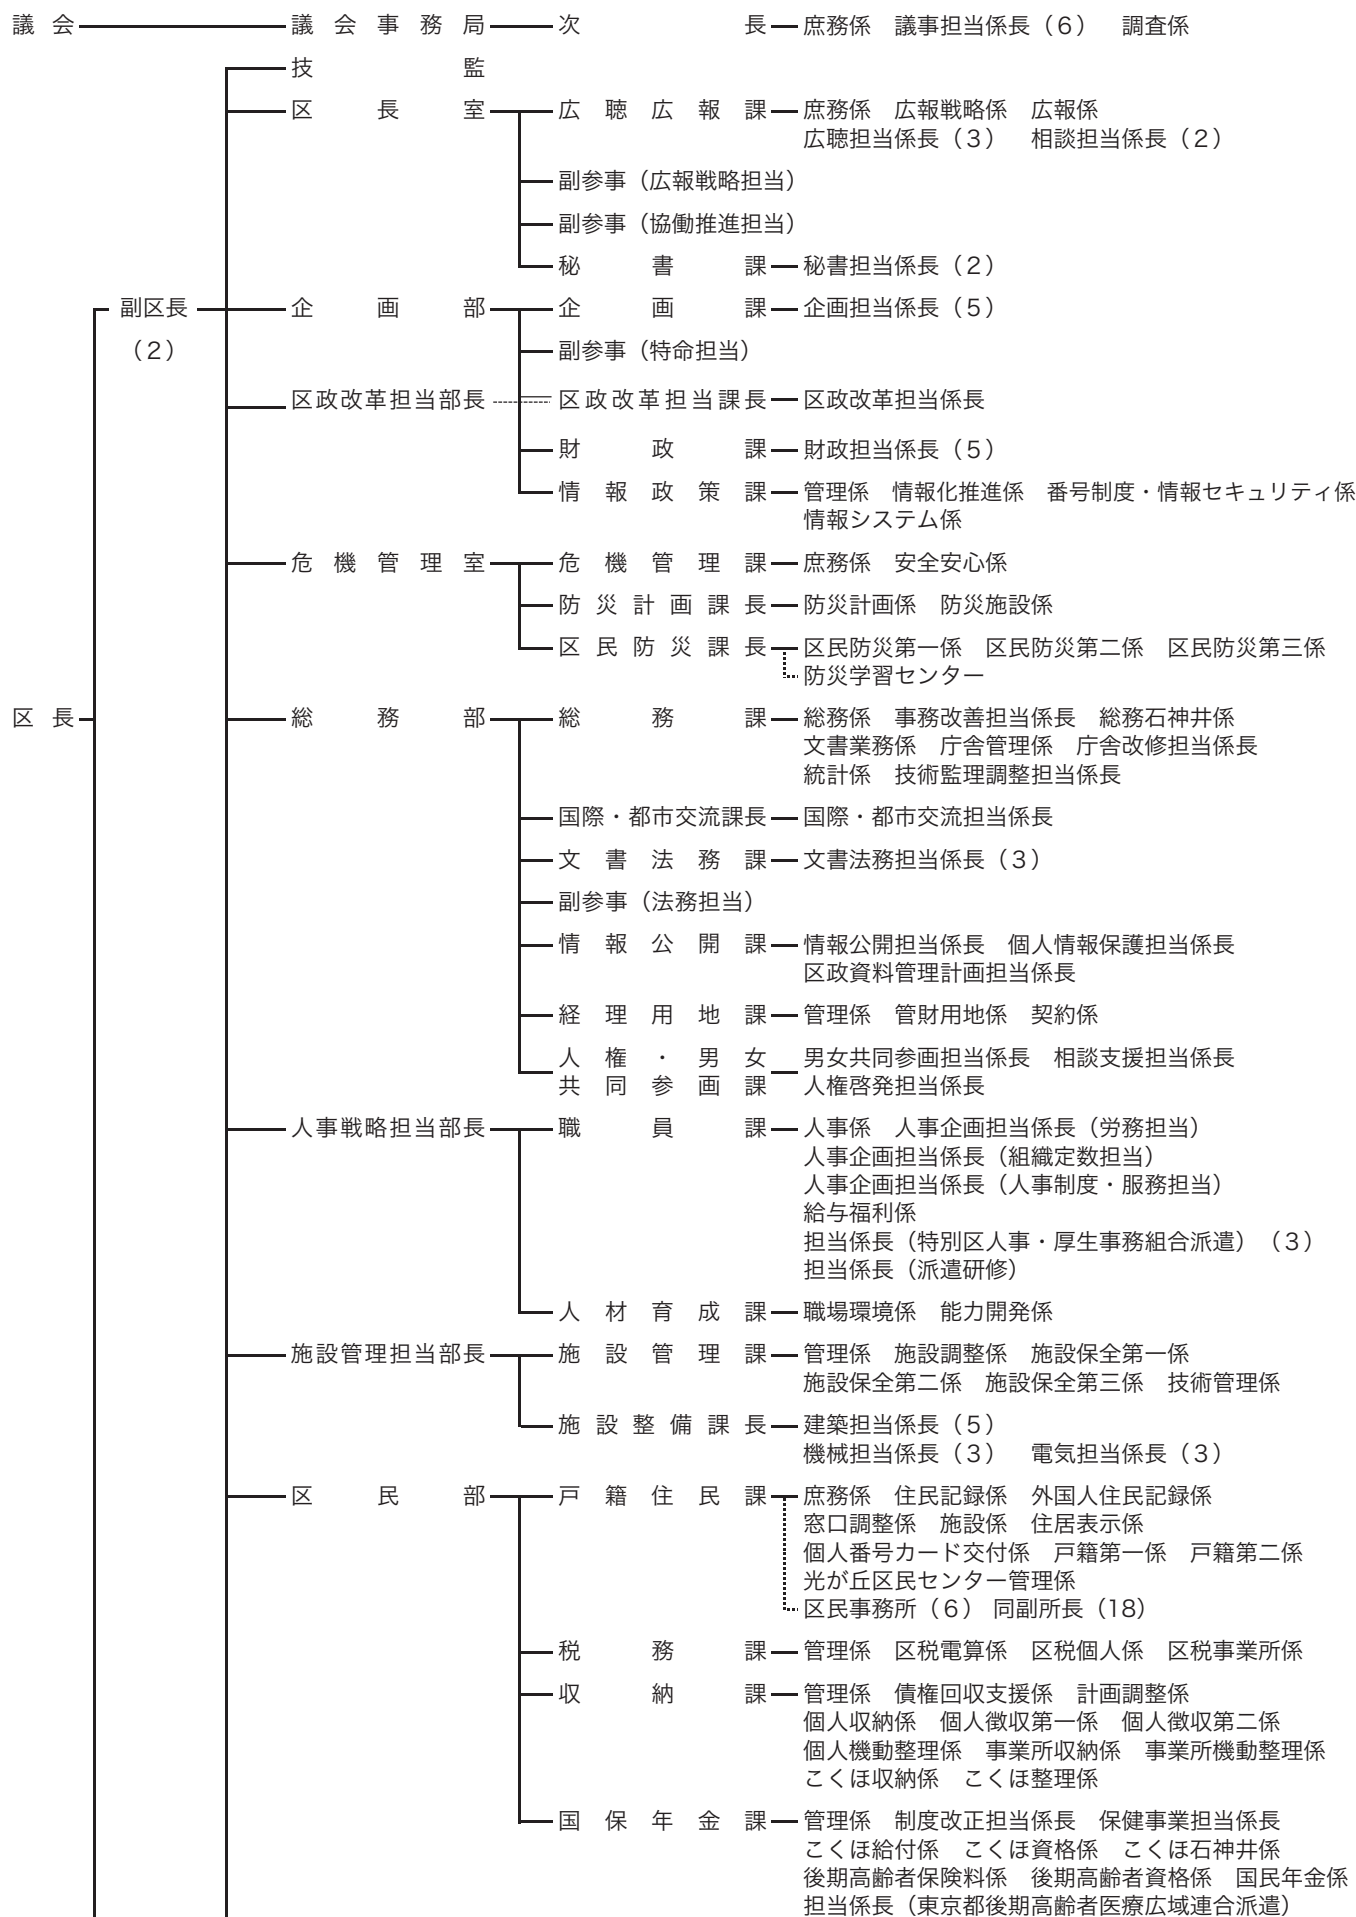 議会 議会事務局 次長 庶務係 議事担当係長（６） 調査係
技監
区長室 広聴広報課 庶務係 広報戦略係 広報係
広聴担当係長（３） 相談担当係長（２）
副参事（広報戦略担当）
副参事（協働推進担当）
秘書課 秘書担当係長（２）
副区長 企画部 企画課 企画担当係長（５）
（２） 副参事（特命担当）
区政改革担当部長 区政改革担当課長 区政改革担当係長
財政課 財政担当係長（５）
情報政策課 管理係 情報化推進係 番号制度・情報セキュリティ係
情報システム係
危機管理室 危機管理課 庶務係 安全安心係
防災計画課長 防災計画係 防災施設係
区民防災課長 区民防災第一係 区民防災第二係 区民防災第三係
防災学習センター
区長 総務部 総務課 総務係 事務改善担当係長 総務石神井係
文書業務係 庁舎管理係 庁舎改修担当係長
統計係 技術監理調整担当係長
国際・都市交流課長 国際・都市交流担当係長
文書法務課 文書法務担当係長（３）
副参事（法務担当）
情報公開課 情報公開担当係長 個人情報保護担当係長
区政資料管理計画担当係長
経理用地課 管理係 管財用地係 契約係
人権・男女 男女共同参画担当係長 相談支援担当係長
共同参画課 人権啓発担当係長
人事戦略担当部長 職員課 人事係 人事企画担当係長（労務担当）
人事企画担当係長（組織定数担当）
人事企画担当係長（人事制度・服務担当）
給与福利係
担当係長（特別区人事・厚生事務組合派遣）（３）
担当係長（派遣研修）
人材育成課 職場環境係 能力開発係
施設管理担当部長 施設管理課 管理係 施設調整係 施設保全第一係
施設保全第二係 施設保全第三係 技術管理係
施設整備課長 建築担当係長（５）
機械担当係長（３） 電気担当係長（３）
区民部 戸籍住民課 庶務係 住民記録係 外国人住民記録係
窓口調整係 施設係 住居表示係
個人番号カード交付係 戸籍第一係 戸籍第二係
光が丘区民センター管理係
区民事務所（６） 同副所長（18）
税務課 管理係 区税電算係 区税個人係 区税事業所係
収納課 管理係 債権回収支援係 計画調整係
個人収納係 個人徴収第一係 個人徴収第二係
個人機動整理係 事業所収納係 事業所機動整理係
こくほ収納係 こくほ整理係
国保年金課 管理係 制度改正担当係長 保健事業担当係長
こくほ給付係 こくほ資格係 こくほ石神井係
後期高齢者保険料係 後期高齢者資格係 国民年金係
担当係長（東京都後期高齢者医療広域連合派遣）